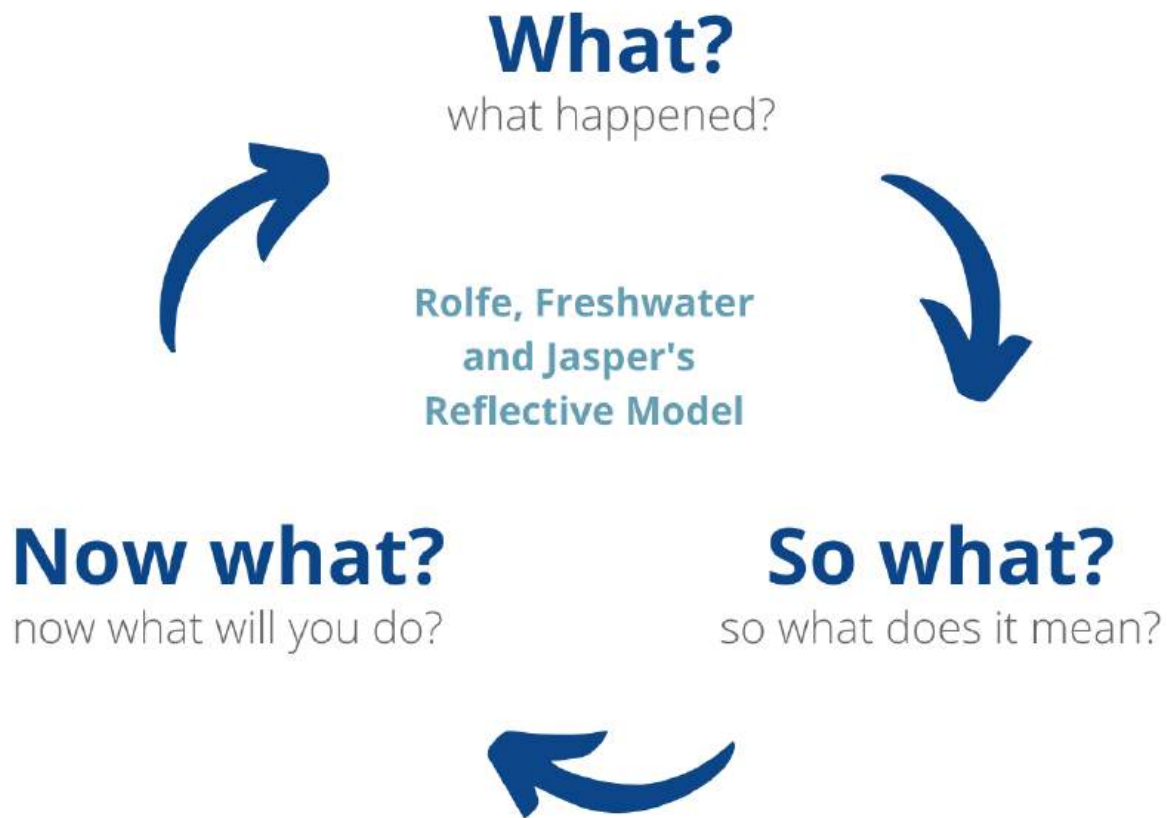 What?
what happened?
Rolfe, Freshwater
and Jasper's
Reflective Model
Now what?
now what will you do?
So what?
so what does it mean?